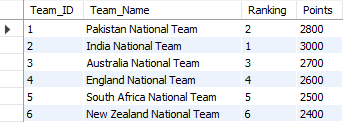 Team_ID Team_Name Ranking Points
1 Pakistan National Team 2 2800
2 India National Team 1 3000
3 Australia National Team 3 2700
4 England National Team 4 2600
5 South Africa National Team 5 2500
6 New Zealand National Team 6 2400